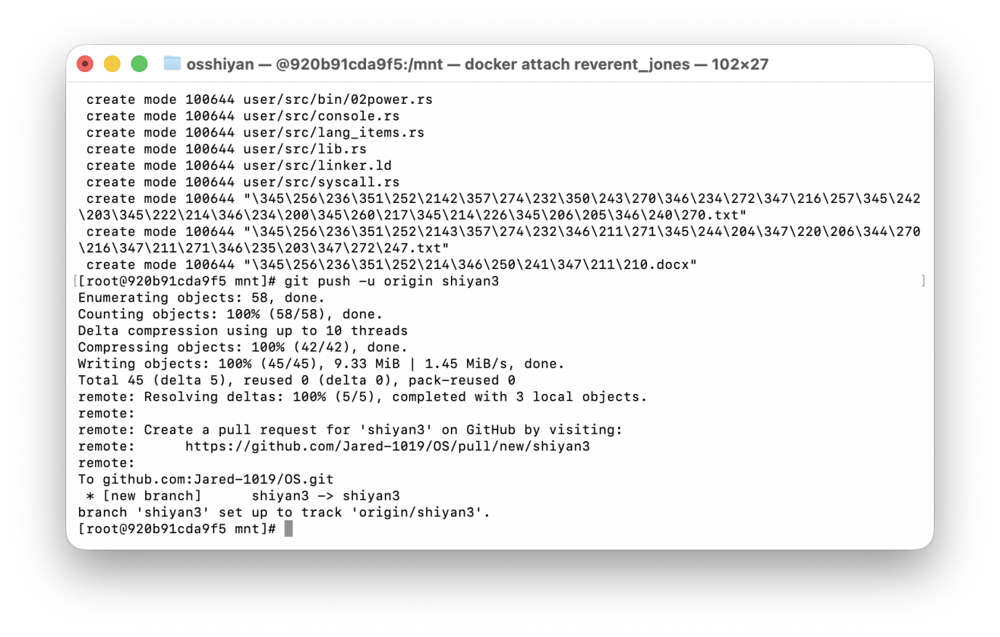 osshiyan — @920b91cda9f5:/mnt — docker attach reverent_jones — 102×27
create mode 100644 user/src/bin/02power.rs
create mode 100644 user/src/console.rs
create mode 100644 user/src/lang_items.rs
create mode 100644 user/src/lib.rs
create mode 100644 user/src/linker.ld
create mode 100644 user/src/syscall.rs
create mode 100644 "\345\256\236\351\252\2142\357\274\232\350\243\270\346\234\272\347\216\257\345\242
\203\345\222\214\346\234\200\345\260\217\345\214\226\345\206\205\346\240\270.txt"
create mode 100644 "\345\256\236\351\252\2143\357\274\232\346\211\271\345\244\204\347\220\206\344\270
\216\347\211\271\346\235\203\347\272\247.txt"
create mode 100644 "\345\256\236\351\252\214\346\250\241\347\211\210.docx"
[[root@920b91cda9f5 mnt]# git push -u origin shiyan3 ]
Enumerating objects: 58, done.
Counting objects: 100% (58/58), done.
Delta compression using up to 10 threads
Compressing objects: 100% (42/42), done.
Writing objects: 100% (45/45), 9.33 MiB | 1.45 MiB/s, done.
Total 45 (delta 5), reused 0 (delta 0), pack-reused 0
remote: Resolving deltas: 100% (5/5), completed with 3 local objects.
remote:
remote: Create a pull request for 'shiyan3' on GitHub by visiting:
remote:      https://github.com/Jared-1019/OS/pull/new/shiyan3
remote:
To github.com:Jared-1019/OS.git
 * [new branch]      shiyan3 -> shiyan3
branch 'shiyan3' set up to track 'origin/shiyan3'.
[root@920b91cda9f5 mnt]#